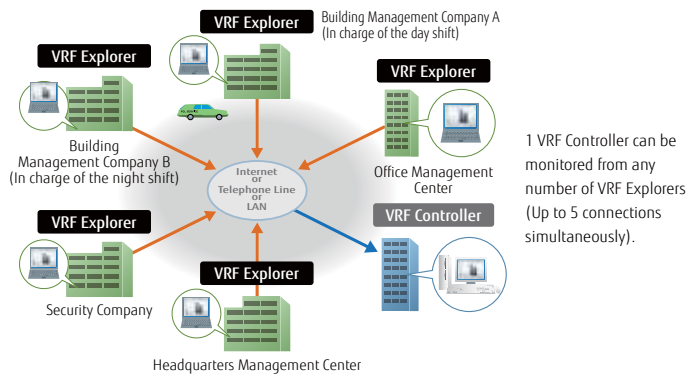 VRF Explorer
Building Management Company A
(In charge of the day shift)
VRF Explorer
Building
Management Company B
(In charge of the night shift)
VRF Explorer
Office Management
Center
Internet
or
Telephone Line
or
LAN
VRF Controller
VRF Explorer
Security Company
VRF Explorer
Headquarters Management Center
1 VRF Controller can be
monitored from any
number of VRF Explorers
(Up to 5 connections
simultaneously).